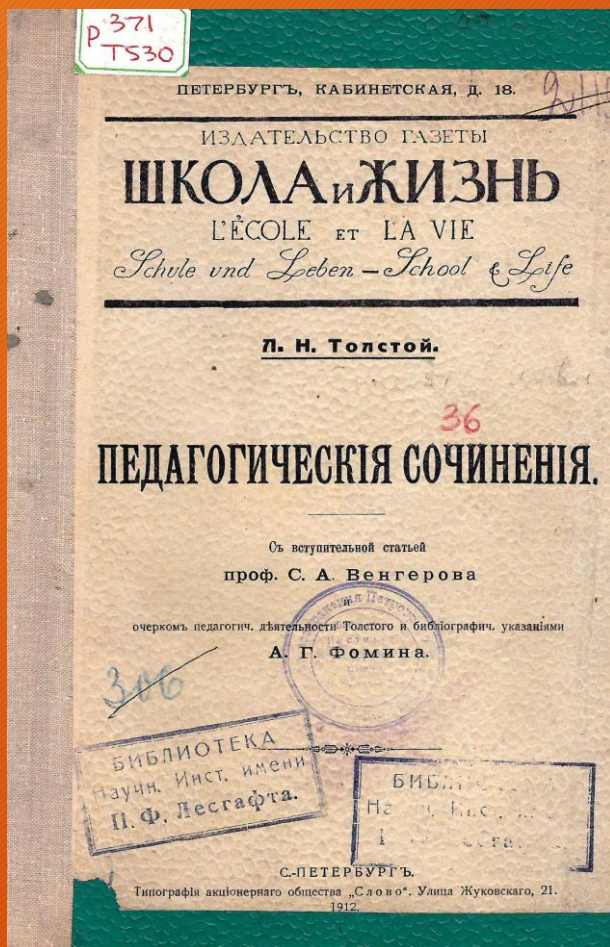 P 371
TS30
ПЕТЕРБУРГЪ, КАБИНЕТСКАЯ, Д. 18.
ИЗДАТЕЛЬСТВО ГАЗЕТЫ
ШКОЛА и ЖИЗНЬ
L'ÉCOLE ET LA VIE
Schule und Leben – School & Life
Л. Н. Толстой.
36
ПЕДАГОГИЧЕСКІЯ СОЧИНЕНІЯ.
Съ вступительной статьей
проф. С. А. Венгерова
и
очеркомъ педагогич. дѣятельности Толстого и библіографич. указаніями
А. Г. Фомина.
306
БИБЛИОТЕКА
Научн. Инст. имени
П. Ф. Лесгафта.
С.-ПЕТЕРБУРГЪ.
Типографія акціонернаго общества „Слово“. Улица Жуковскаго, 21.
1912.